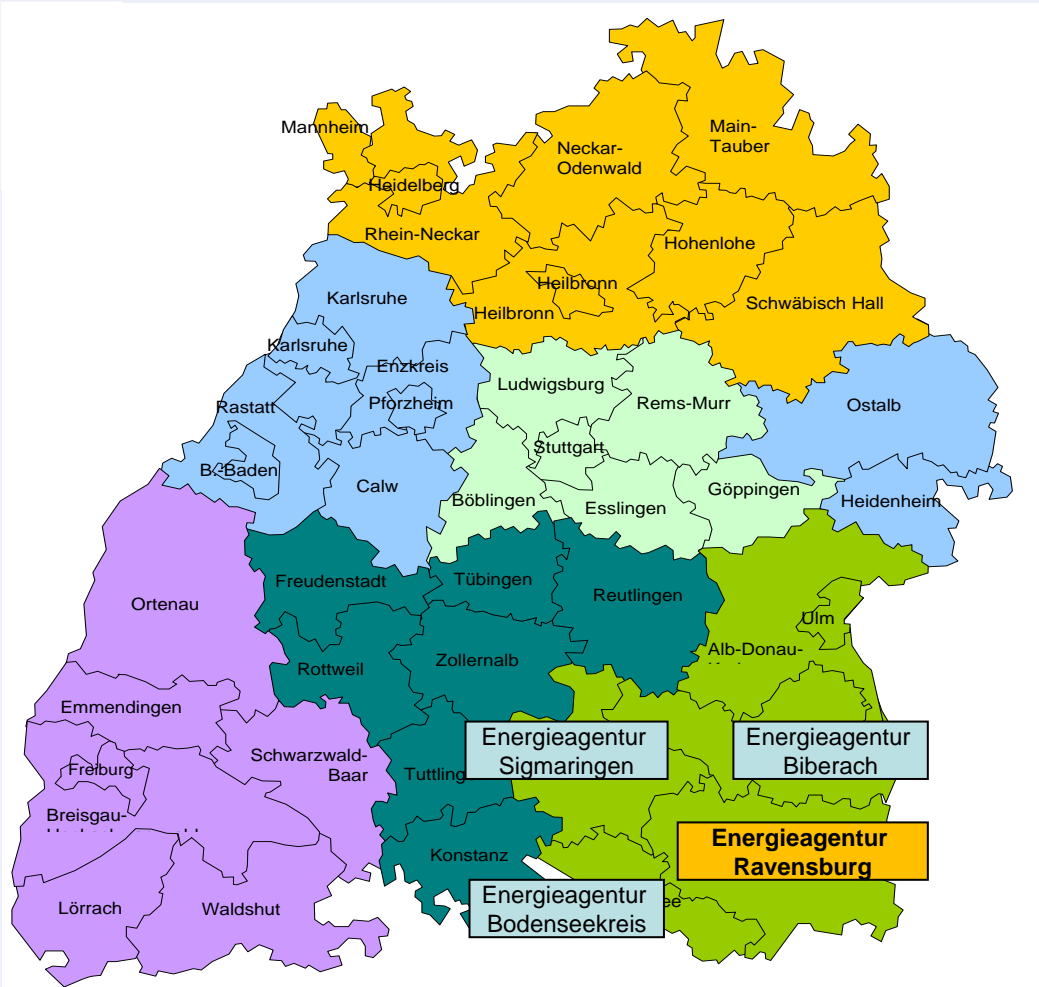 Mannheim
Main-
Tauber
Neckar-
Odenwald
Heidelberg
Rhein-Neckar
Hohenlohe
Heilbronn
Karlsruhe
Schwäbisch Hall
Heilbronn
Karlsruhe
Enzkreis
Ludwigsburg
Rems-Murr
Ostalb
Rastatt
Pforzheim
Stuttgart
B.-Baden
Calw
Böblingen
Esslingen
Göppingen
Heidenheim
Freudenstadt
Tübingen
Reutlingen
Ortenau
Ulm
Alb-Donau-
Rottweil
Zollernalb
Emmendingen
Energieagentur
Sigmaringen
Energieagentur
Biberach
Schwarzwald-
Baar
Freiburg
Tuttling
Breisgau-
Energieagentur
Ravensburg
Konstanz
Energieagentur
Bodenseekreis
ee
Lörrach
Waldshut